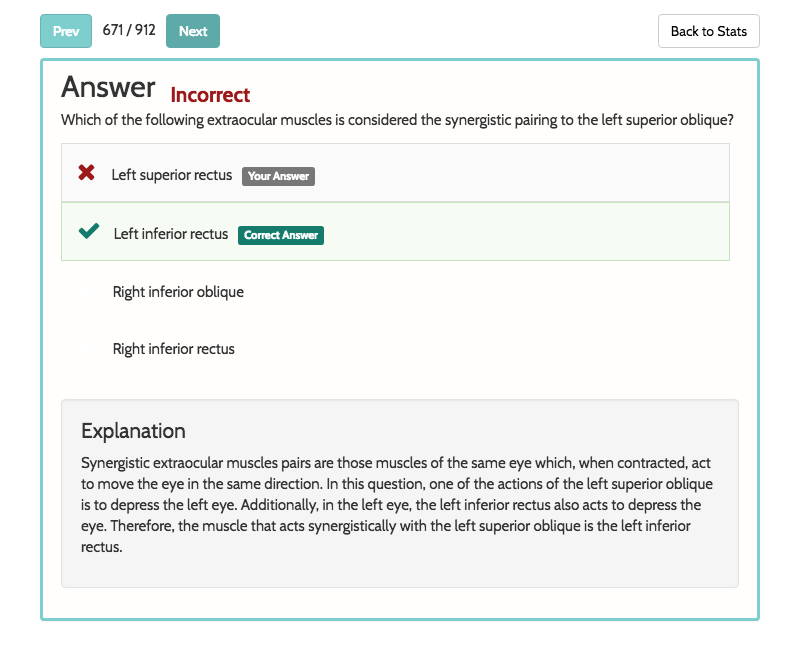 Prev 671 / 912 Next Back to Stats
Answer Incorrect
Which of the following extraocular muscles is considered the synergistic pairing to the left superior oblique?
Left superior rectus Your Answer
Left inferior rectus Correct Answer
Right inferior oblique
Right inferior rectus
Explanation
Synergistic extraocular muscles pairs are those muscles of the same eye which, when contracted, act
to move the eye in the same direction. In this question, one of the actions of the left superior oblique
is to depress the left eye. Additionally, in the left eye, the left inferior rectus also acts to depress the
eye. Therefore, the muscle that acts synergistically with the left superior oblique is the left inferior
rectus.